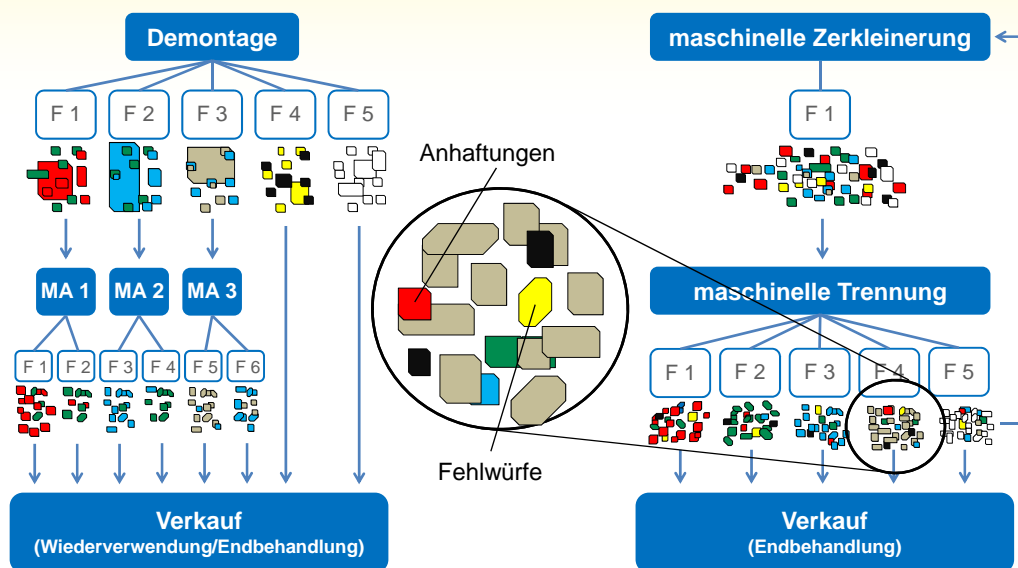 Demontage
F 1
F 2
F 3
F 4
F 5
MA 1
MA 2
MA 3
F 1
F 2
F 3
F 4
F 5
F 6
Verkauf
(Wiederverwendung/Endbehandlung)
Anhaftungen
Fehlwürfe
maschinelle Zerkleinerung
F 1
maschinelle Trennung
F 1
F 2
F 3
F 4
F 5
Verkauf
(Endbehandlung)